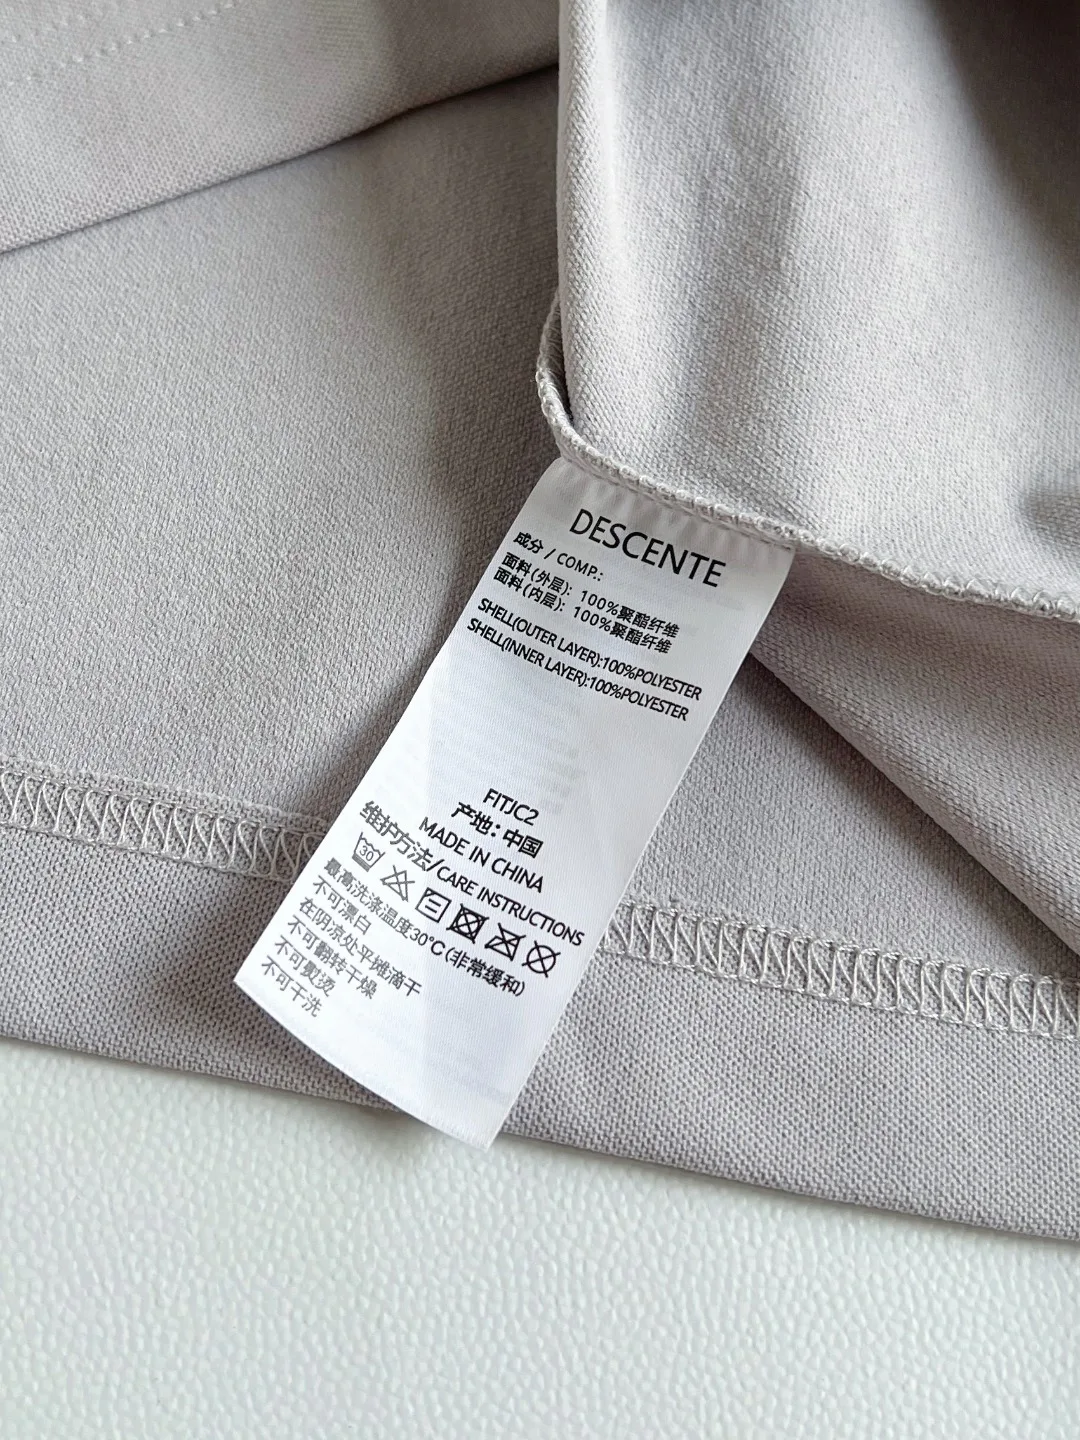 DESCENTE
成分 / COMP.:
面料(外层): 100%聚酯纤维
面料(内层): 100%聚酯纤维
SHELL(OUTER LAYER):100%POLYESTER
SHELL(INNER LAYER):100%POLYESTER
FITJC2
产地: 中国
MADE IN CHINA
维护方法/CARE INSTRUCTIONS
30
最高洗涤温度30°C(非常缓和)
不可漂白
在阴凉处平摊滴干
不可翻转干燥
不可熨烫
不可干洗